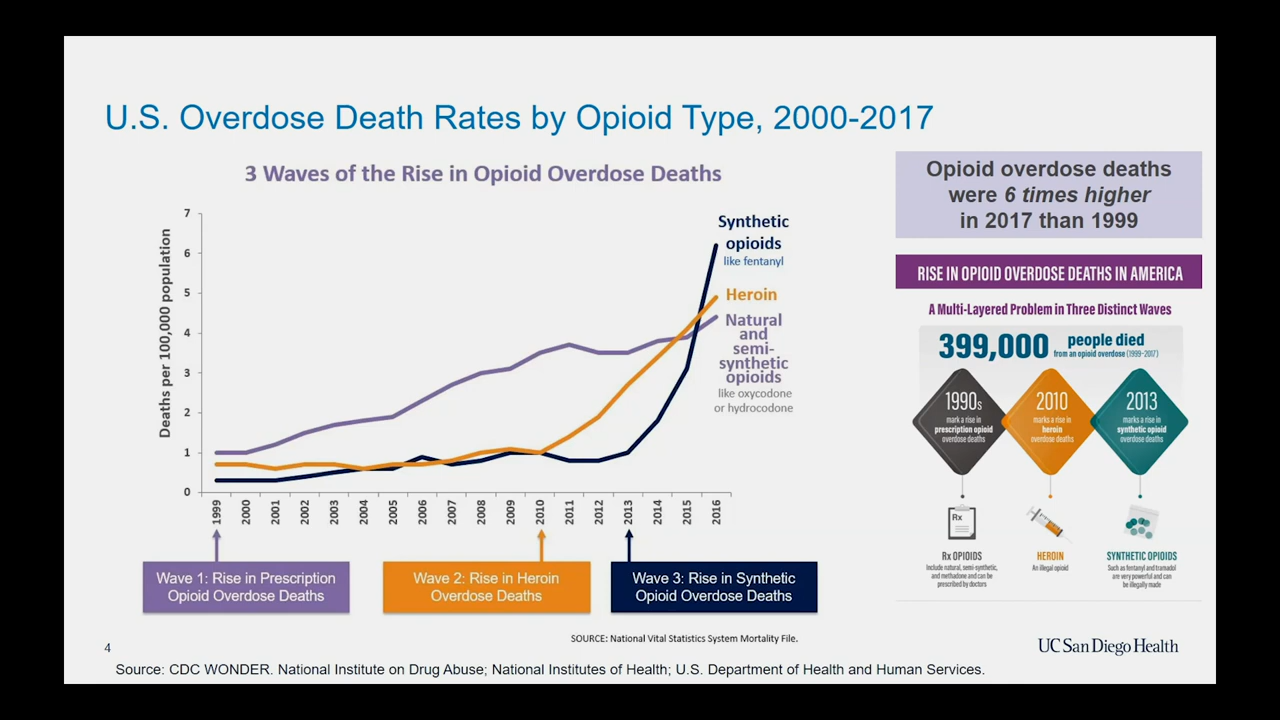 U.S. Overdose Death Rates by Opioid Type, 2000-2017
3 Waves of the Rise in Opioid Overdose Deaths
Deaths per 100,000 population
7
6
5
4
3
2
1
0
1999
2000
2001
2002
2003
2004
2005
2006
2007
2008
2009
2010
2011
2012
2013
2014
2015
2016
Synthetic
opioids
like fentanyl
Heroin
Natural
and
semi-
synthetic
opioids
like oxycodone
or hydrocodone
Wave 1: Rise in Prescription
Opioid Overdose Deaths
Wave 2: Rise in Heroin
Overdose Deaths
Wave 3: Rise in Synthetic
Opioid Overdose Deaths
SOURCE: National Vital Statistics System Mortality File.
Opioid overdose deaths
were 6 times higher
in 2017 than 1999
RISE IN OPIOID OVERDOSE DEATHS IN AMERICA
A Multi-Layered Problem in Three Distinct Waves
399,000 people died
from an opioid overdose (1999-2017)
1990s
mark a rise in
prescription opioid
overdose deaths
2010
marks a rise in
heroin
overdose deaths
2013
marks a rise in
synthetic opioid
overdose deaths
Rx
Rx OPIOIDS
Include natural, semi-synthetic,
and methadone and can be
prescribed by doctors
HEROIN
An illegal opioid
SYNTHETIC OPIOIDS
Such as fentanyl and tramadol
are very powerful and can
be illegally made
4
UC San Diego Health
Source: CDC WONDER. National Institute on Drug Abuse; National Institutes of Health; U.S. Department of Health and Human Services.